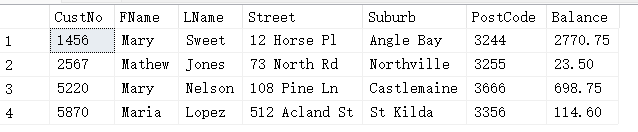 CustNo FName LName Street Suburb PostCode Balance
1 1456 Mary Sweet 12 Horse Pl Angle Bay 3244 2770.75
2 2567 Mathew Jones 73 North Rd Northville 3255 23.50
3 5220 Mary Nelson 108 Pine Ln Castlemaine 3666 698.75
4 5870 Maria Lopez 512 Acland St St Kilda 3356 114.60